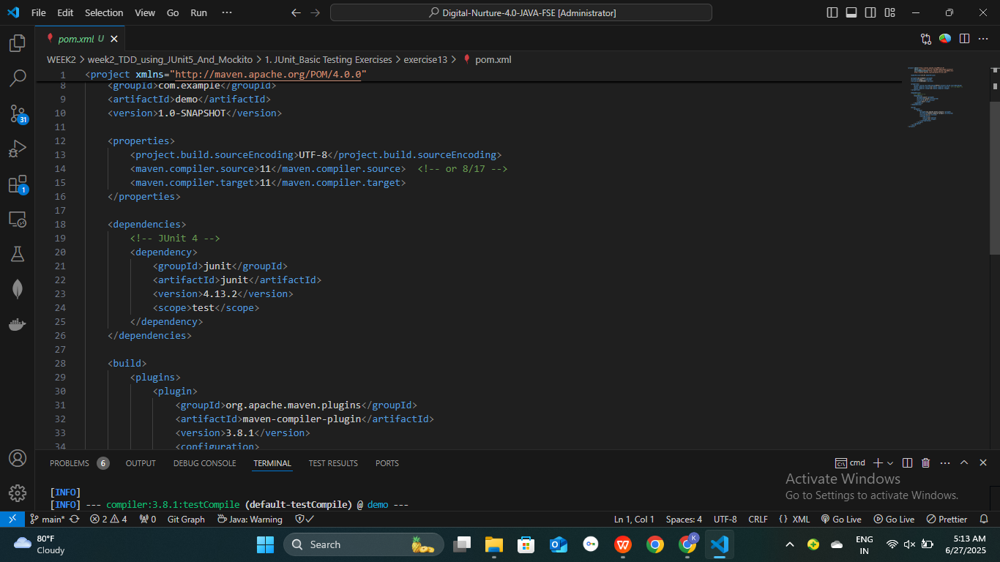 File Edit Selection View Go Run ··· Digital-Nurture-4.0-JAVA-FSE [Administrator]
pom.xml U
WEEK2 > week2_TDD_using_JUnit5_And_Mockito > 1. JUnit_Basic Testing Exercises > exercise13 > pom.xml
1 <project xmlns="http://maven.apache.org/POM/4.0.0"
8 <groupId>com.example</groupId>
9 <artifactId>demo</artifactId>
10 <version>1.0-SNAPSHOT</version>
11
12 <properties>
13 <project.build.sourceEncoding>UTF-8</project.build.sourceEncoding>
14 <maven.compiler.source>11</maven.compiler.source> <!-- or 8/17 -->
15 <maven.compiler.target>11</maven.compiler.target>
16 </properties>
17
18 <dependencies>
19 <!-- JUnit 4 -->
20 <dependency>
21 <groupId>junit</groupId>
22 <artifactId>junit</artifactId>
23 <version>4.13.2</version>
24 <scope>test</scope>
25 </dependency>
26 </dependencies>
27
28 <build>
29 <plugins>
30 <plugin>
31 <groupId>org.apache.maven.plugins</groupId>
32 <artifactId>maven-compiler-plugin</artifactId>
33 <version>3.8.1</version>
34 <configuration>
31
1
PROBLEMS 6 OUTPUT DEBUG CONSOLE TERMINAL TEST RESULTS PORTS cmd
[INFO]
[INFO] --- compiler:3.8.1:testCompile (default-testCompile) @ demo ---
Activate Windows
Go to Settings to activate Windows.
main* 2 4 0 Git Graph Java: Warning Ln 1, Col 1 Spaces: 4 UTF-8 CRLF {} XML Go Live Go Live Prettier
80°F
Cloudy
Search
K
ENG
IN
5:13 AM
6/27/2025